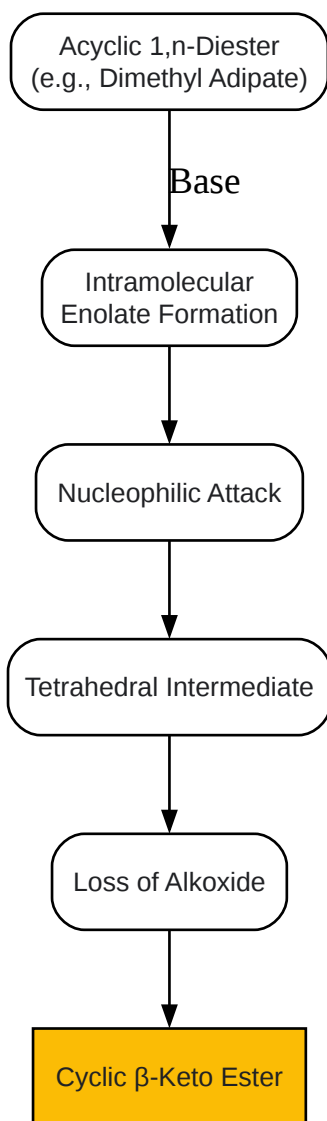 Acyclic 1,n-Diester
(e.g., Dimethyl Adipate)
Base
Intramolecular
Enolate Formation
Nucleophilic Attack
Tetrahedral Intermediate
Loss of Alkoxide
Cyclic β-Keto Ester